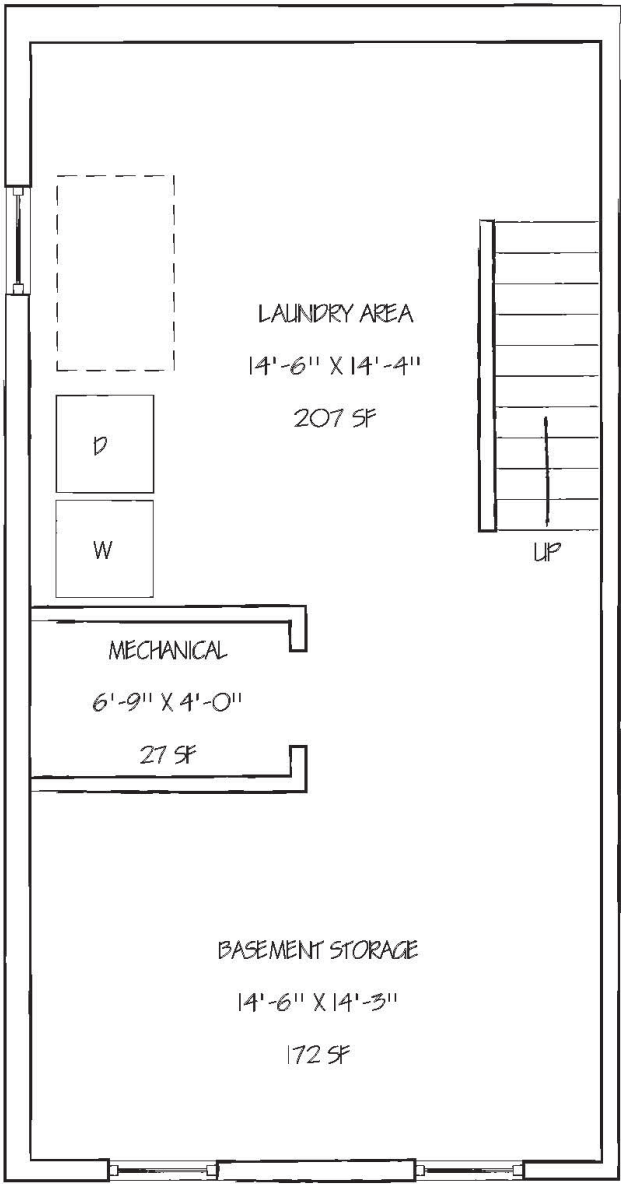 LAUNDRY AREA
14'-6" X 14'-4"
207 SF
D
W
UP
MECHANICAL
6'-9" X 4'-0"
27 SF
BASEMENT STORAGE
14'-6" X 14'-3"
172 SF